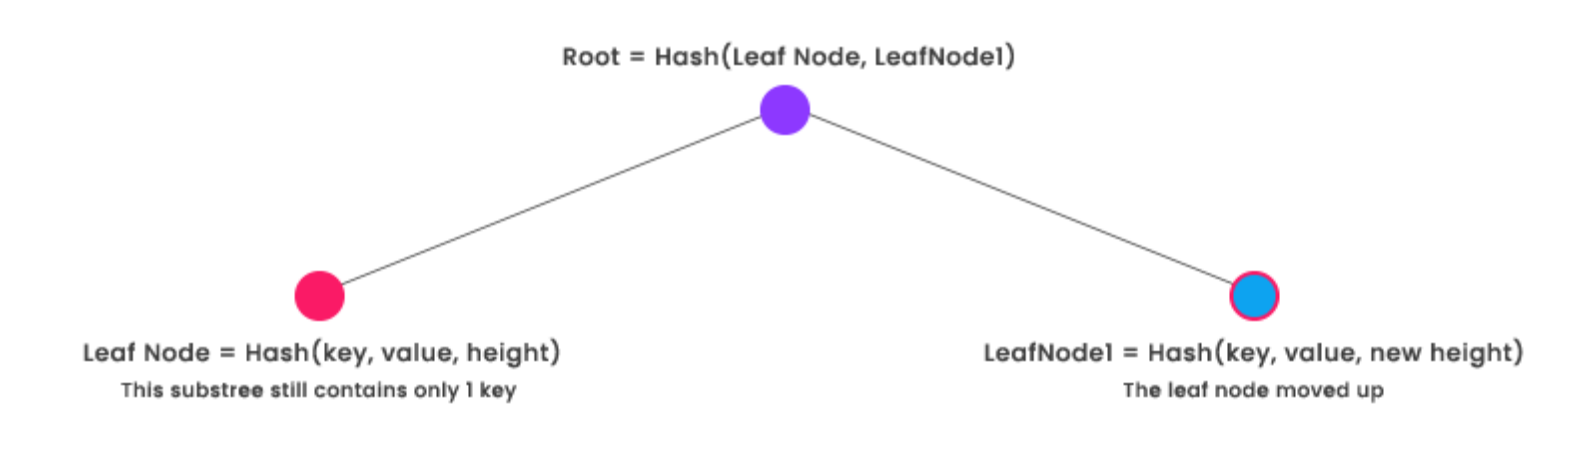 Root = Hash(Leaf Node, LeafNode1)
Leaf Node = Hash(key, value, height)
This substree still contains only 1 key
LeafNode1 = Hash(key, value, new height)
The leaf node moved up